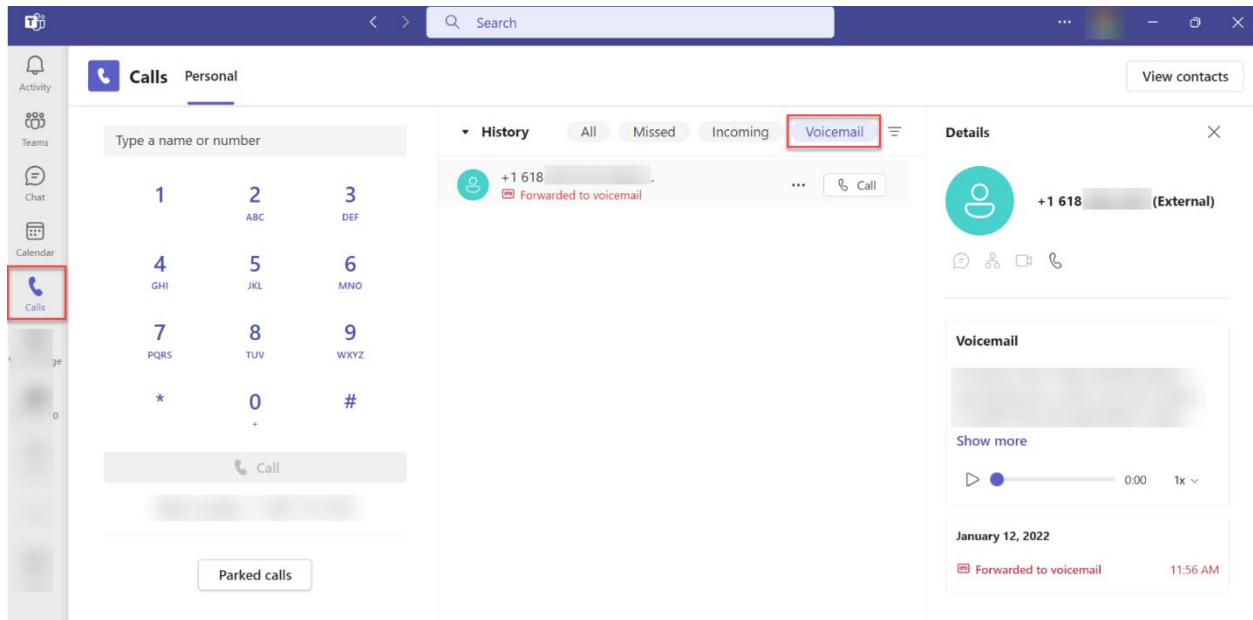 Search
Activity
Teams
Chat
Calendar
Calls
ge
0
Calls Personal
View contacts
Type a name or number
1 2 3
ABC DEF
4 5 6
GHI JKL MNO
7 8 9
PQRS TUV WXYZ
* 0 #
+
Call
Parked calls
History All Missed Incoming Voicemail
+1 618 .
Forwarded to voicemail
Call
Details
+1 618 (External)
Voicemail
Show more
0:00 1x
January 12, 2022
Forwarded to voicemail 11:56 AM